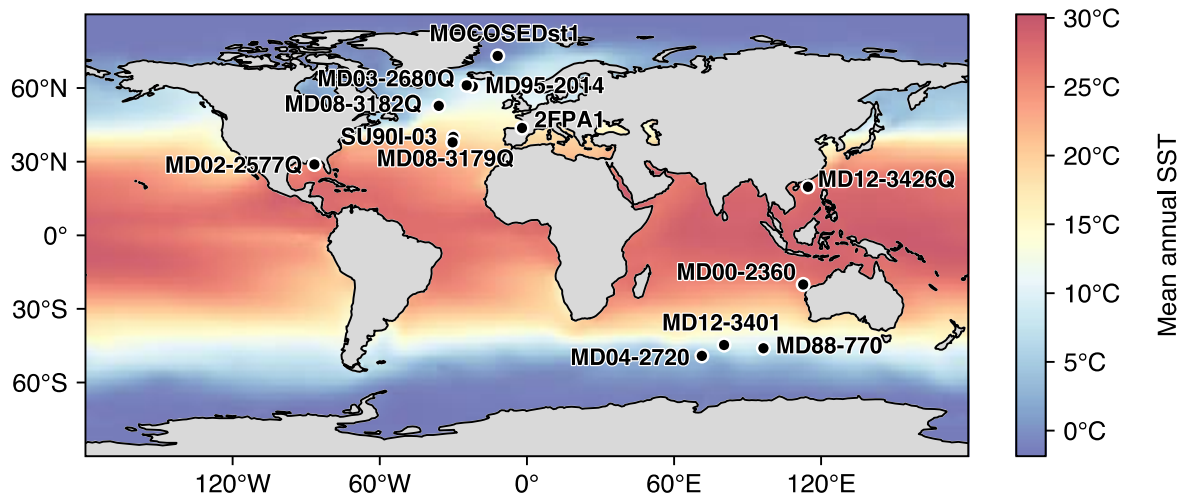 MOCOSEDst1
MD03-2680Q
MD95-2014
MD08-3182Q
2FPA1
SU90I-03
MD08-3179Q
MD02-2577Q
MD12-3426Q
MD00-2360
MD12-3401
MD88-770
MD04-2720
60°N
30°N
0°
30°S
60°S
120°W
60°W
0°
60°E
120°E
30°C
25°C
20°C
15°C
10°C
5°C
0°C
Mean annual SST